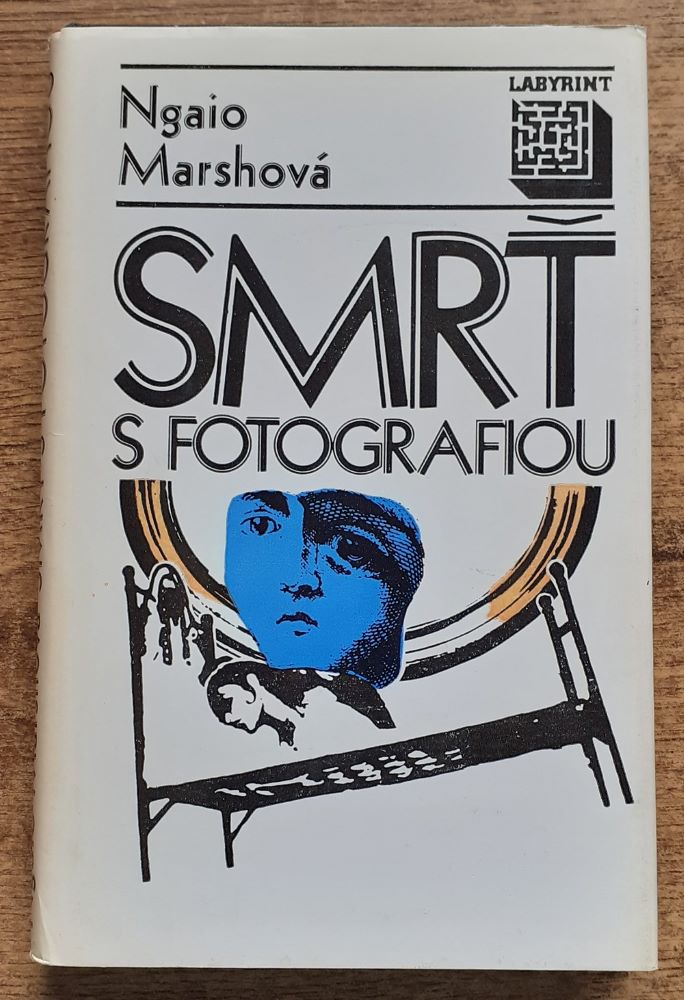 Ngaio
Marshová
LABYRINT
SMRŤ
S FOTOGRAFIOU